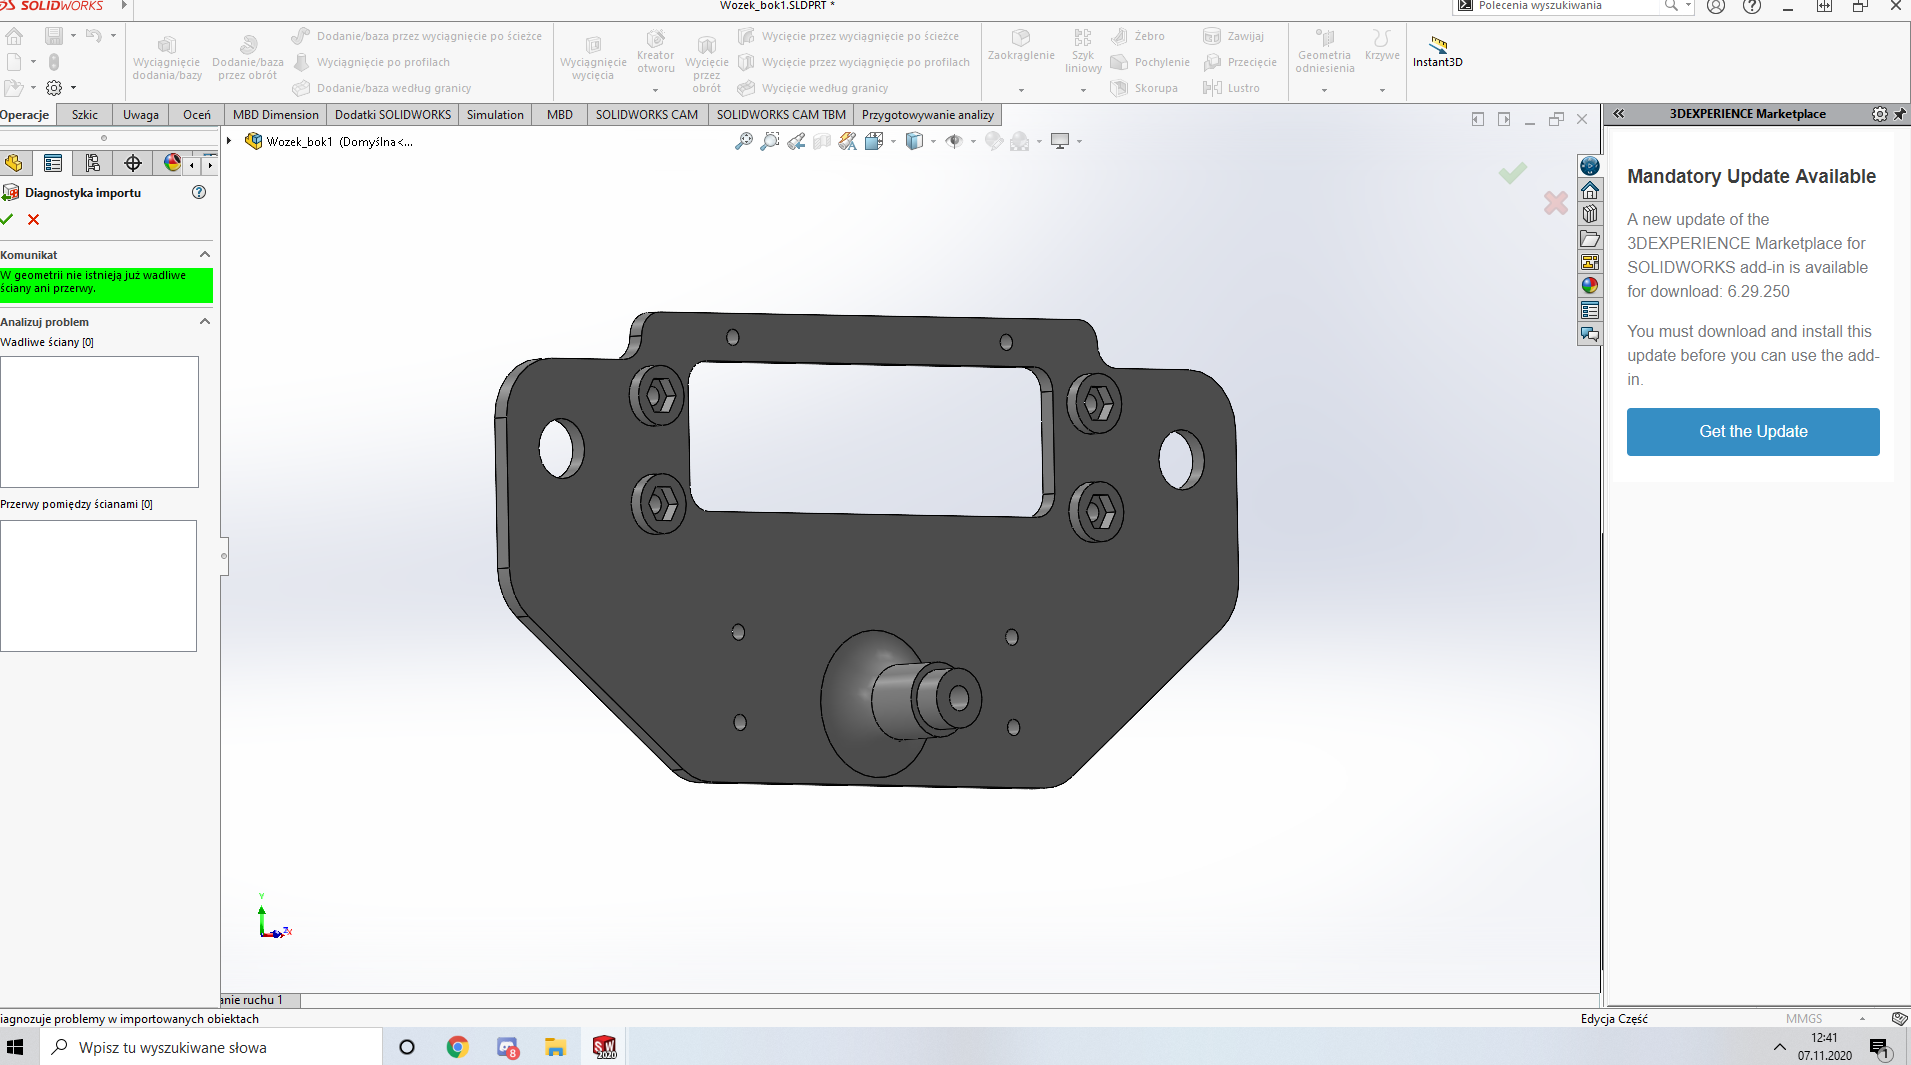 SOLIDWORKS
Wozek_bok1.SLDPRT *
Polecenia wyszukiwania
Wyciągnięcie
dodania/bazy
Dodanie/baza
przez obrót
Dodanie/baza przez wyciągnięcie po ścieżce
Wyciągnięcie po profilach
Dodanie/baza według granicy
Wyciągnięcie
wycięcia
Kreator
otworu
Wycięcie
przez
obrót
Wycięcie przez wyciągnięcie po ścieżce
Wycięcie przez wyciągnięcie po profilach
Wycięcie według granicy
Zaokrąglenie
Szyk
liniowy
Żebro
Pochylenie
Skorupa
Zawijaj
Przecięcie
Lustro
Geometria
odniesienia
Krzywe
Instant3D
Operacje
Szkic
Uwaga
Oceń
MBD Dimension
Dodatki SOLIDWORKS
Simulation
MBD
SOLIDWORKS CAM
SOLIDWORKS CAM TBM
Przygotowywanie analizy
Wozek_bok1 (Domyślna<...
Diagnostyka importu
Komunikat
W geometrii nie istnieją już wadliwe
ściany ani przerwy.
Analizuj problem
Wadliwe ściany [0]
Przerwy pomiędzy ścianami [0]
3DEXPERIENCE Marketplace
Mandatory Update Available
A new update of the
3DEXPERIENCE Marketplace for
SOLIDWORKS add-in is available
for download: 6.29.250
You must download and install this
update before you can use the add-
in.
Get the Update
Y
Z
X
anie ruchu 1
iagnozuje problemy w importowanych obiektach
Edycja Część
MMGS
Wpisz tu wyszukiwane słowa
8
SW
2020
12:41
07.11.2020
1